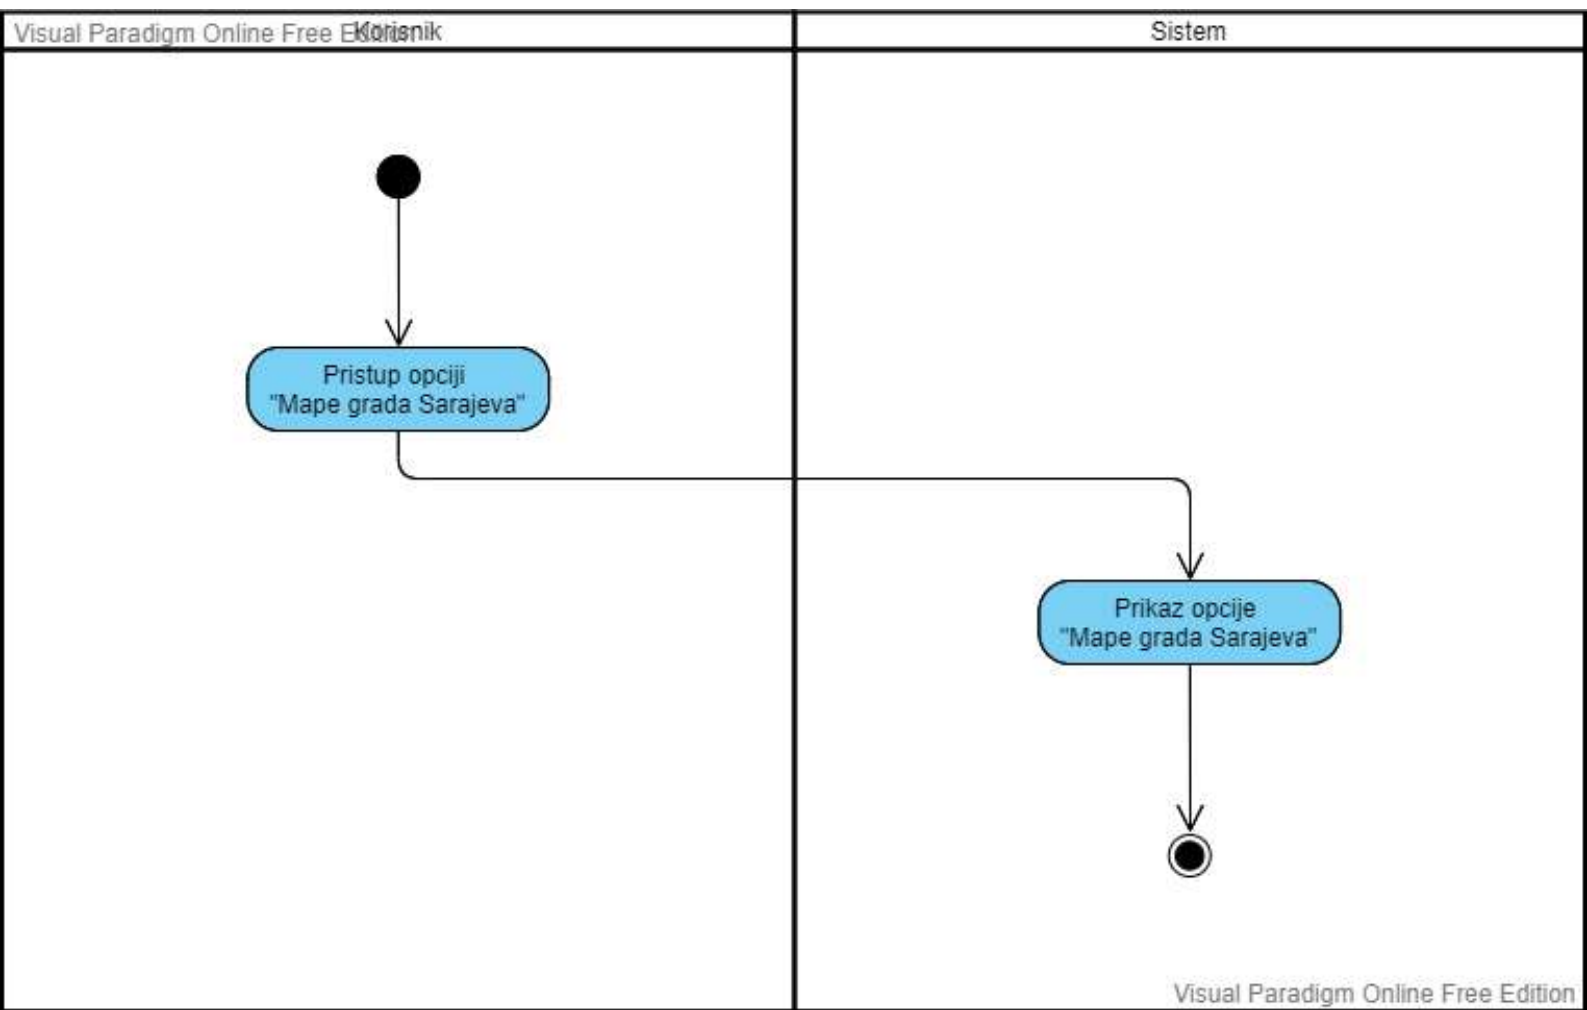 Visual Paradigm Online Free Edition
Korisnik
Sistem
Pristup opciji
"Mape grada Sarajeva"
Prikaz opcije
"Mape grada Sarajeva"
Visual Paradigm Online Free Edition